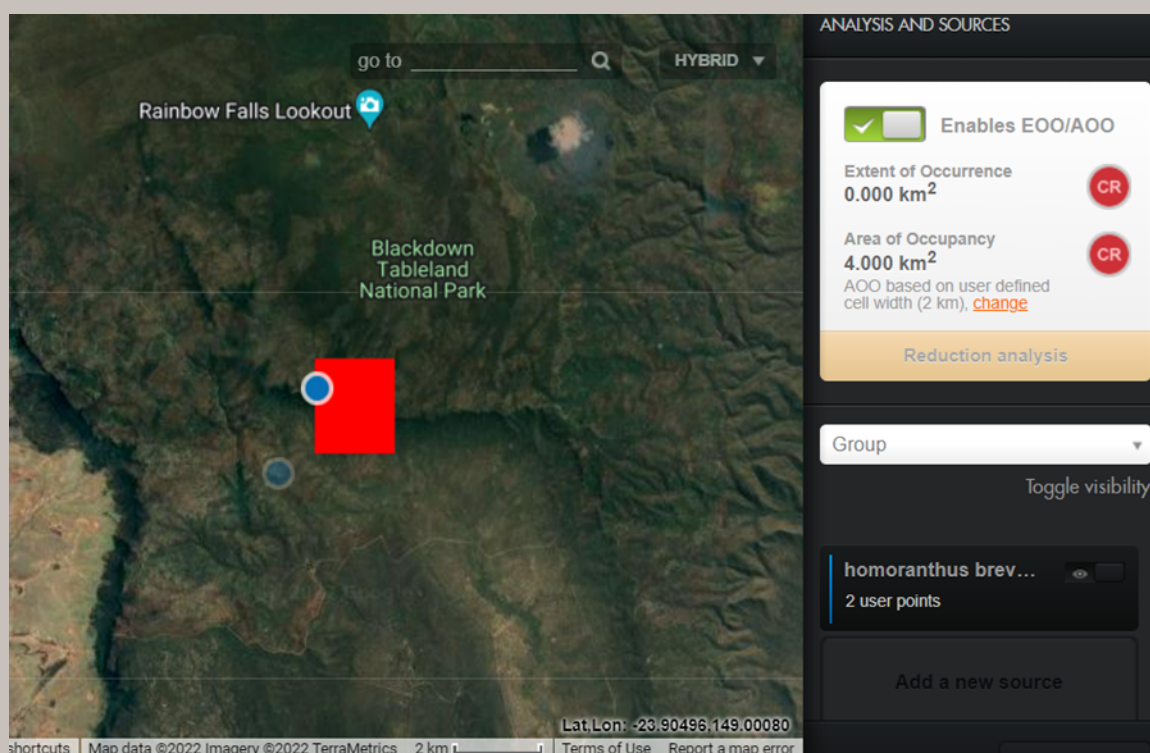 go to
HYBRID
Rainbow Falls Lookout
Blackdown
Tableland
National Park
Lat,Lon: -23.90496,149.00080
shortcuts
Map data ©2022 Imagery ©2022 TerraMetrics
2 km
Terms of Use
Report a map error
ANALYSIS AND SOURCES
Enables EOO/AOO
Extent of Occurrence
0.000 km²
CR
Area of Occupancy
4.000 km²
CR
AOO based on user defined
cell width (2 km), change
Reduction analysis
Group
Toggle visibility
homoranthus brev...
2 user points
Add a new source